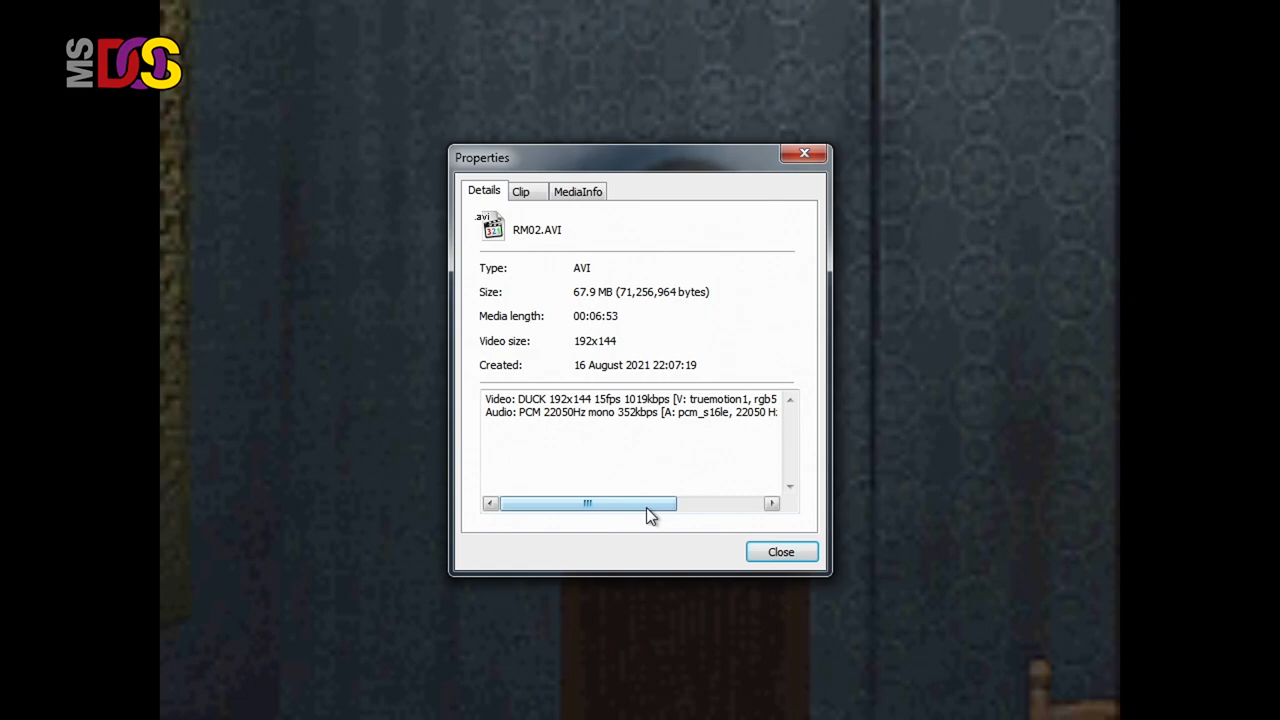 MS DOS
Properties
Details Clip MediaInfo
.avi
321
RM02.AVI
Type: AVI
Size: 67.9 MB (71,256,964 bytes)
Media length: 00:06:53
Video size: 192x144
Created: 16 August 2021 22:07:19
Video: DUCK 192x144 15fps 1019kbps [V: truemotion1, rgb5
Audio: PCM 22050Hz mono 352kbps [A: pcm_s16le, 22050 H
Close